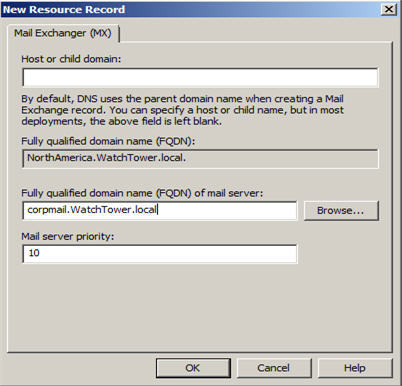 New Resource Record
Mail Exchanger (MX)
Host or child domain:
By default, DNS uses the parent domain name when creating a Mail
Exchange record. You can specify a host or child name, but in most
deployments, the above field is left blank.
Fully qualified domain name (FQDN):
NorthAmerica.WatchTower.local.
Fully qualified domain name (FQDN) of mail server:
corpmail.WatchTower.local
Browse...
Mail server priority:
10
OK
Cancel
Help